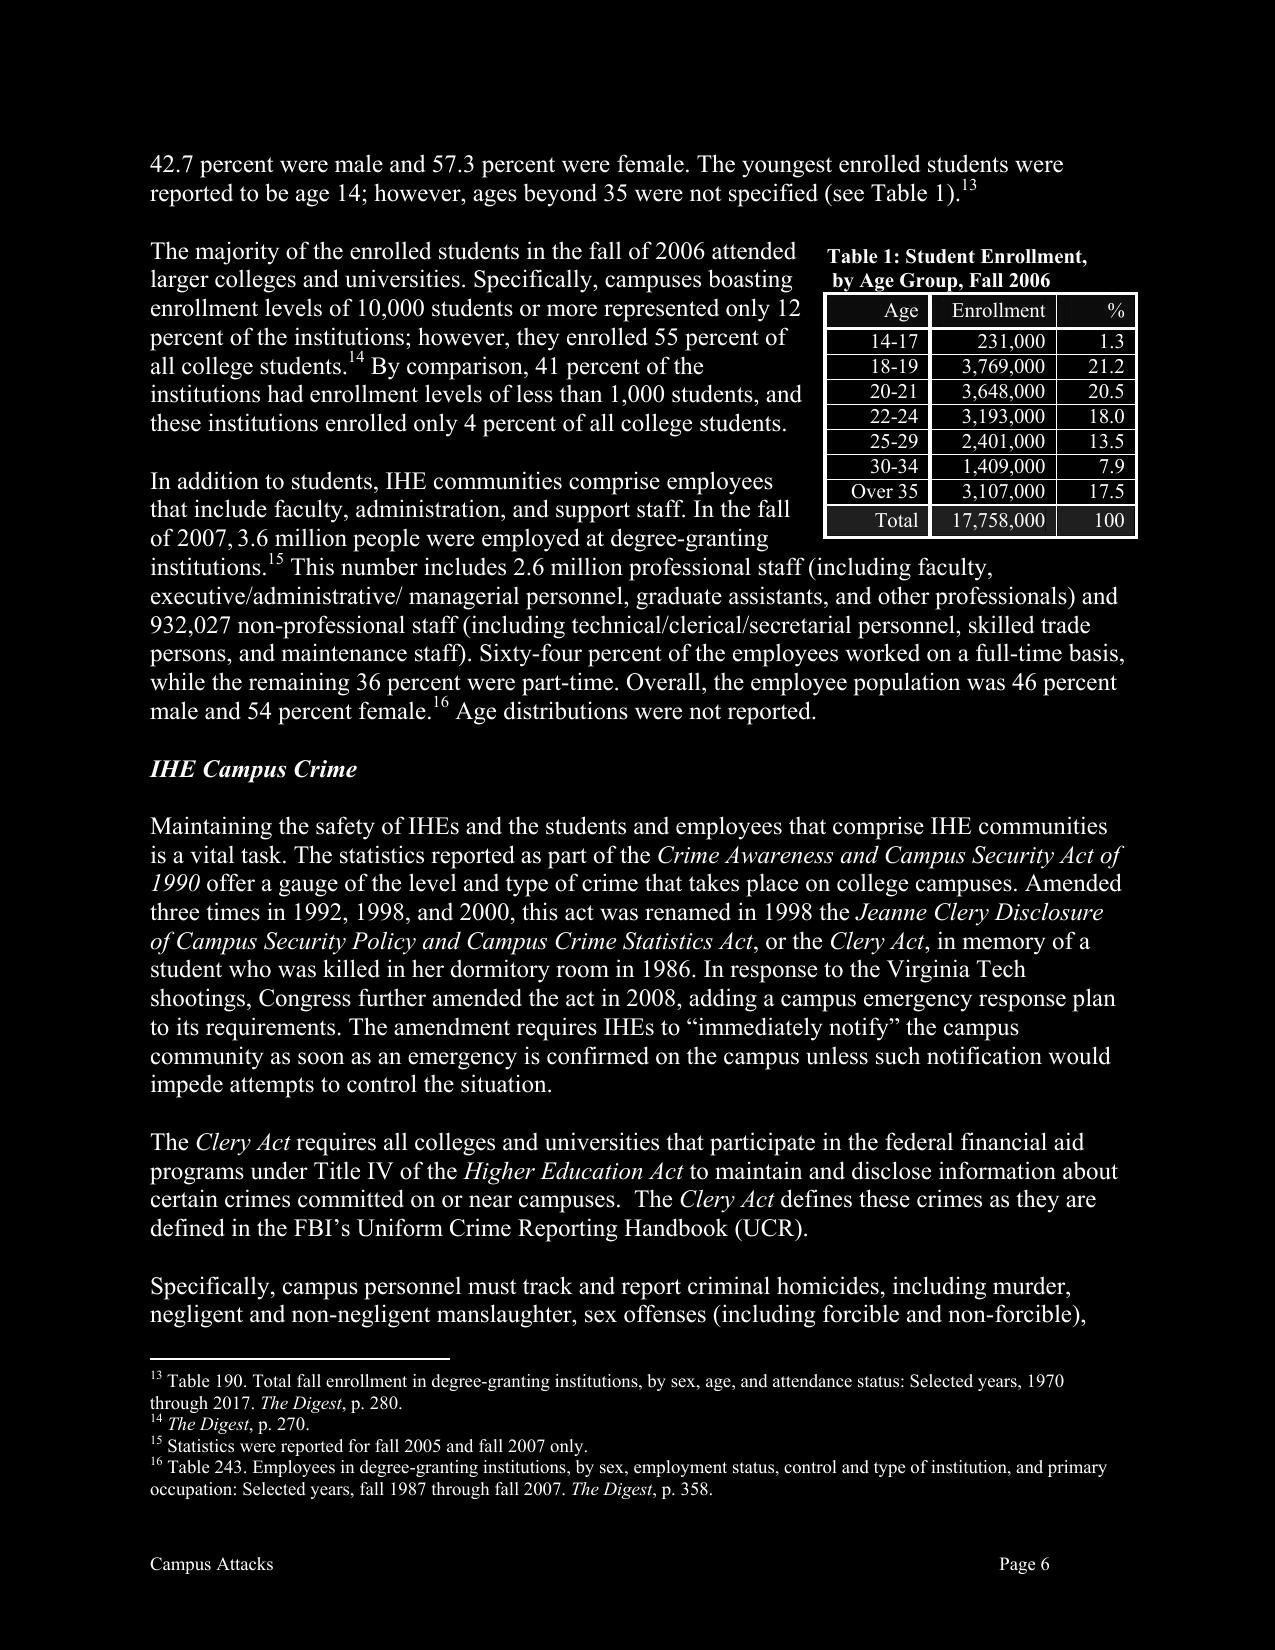 42.7 percent were male and 57.3 percent were female. The youngest enrolled students were
reported to be age 14; however, ages beyond 35 were not specified (see Table 1).13
The majority of the enrolled students in the fall of 2006 attended
larger colleges and universities. Specifically, campuses boasting
enrollment levels of 10,000 students or more represented only 12
percent of the institutions; however, they enrolled 55 percent of
all college students.14 By comparison, 41 percent of the
institutions had enrollment levels of less than 1,000 students, and
these institutions enrolled only 4 percent of all college students.
Table 1: Student Enrollment,
by Age Group, Fall 2006
Age Enrollment %
14-17 231,000 1.3
18-19 3,769,000 21.2
20-21 3,648,000 20.5
22-24 3,193,000 18.0
25-29 2,401,000 13.5
30-34 1,409,000 7.9
Over 35 3,107,000 17.5
Total 17,758,000 100
In addition to students, IHE communities comprise employees
that include faculty, administration, and support staff. In the fall
of 2007, 3.6 million people were employed at degree-granting
institutions.15 This number includes 2.6 million professional staff (including faculty,
executive/administrative/ managerial personnel, graduate assistants, and other professionals) and
932,027 non-professional staff (including technical/clerical/secretarial personnel, skilled trade
persons, and maintenance staff). Sixty-four percent of the employees worked on a full-time basis,
while the remaining 36 percent were part-time. Overall, the employee population was 46 percent
male and 54 percent female.16 Age distributions were not reported.
IHE Campus Crime
Maintaining the safety of IHEs and the students and employees that comprise IHE communities
is a vital task. The statistics reported as part of the Crime Awareness and Campus Security Act of
1990 offer a gauge of the level and type of crime that takes place on college campuses. Amended
three times in 1992, 1998, and 2000, this act was renamed in 1998 the Jeanne Clery Disclosure
of Campus Security Policy and Campus Crime Statistics Act, or the Clery Act, in memory of a
student who was killed in her dormitory room in 1986. In response to the Virginia Tech
shootings, Congress further amended the act in 2008, adding a campus emergency response plan
to its requirements. The amendment requires IHEs to “immediately notify” the campus
community as soon as an emergency is confirmed on the campus unless such notification would
impede attempts to control the situation.
The Clery Act requires all colleges and universities that participate in the federal financial aid
programs under Title IV of the Higher Education Act to maintain and disclose information about
certain crimes committed on or near campuses. The Clery Act defines these crimes as they are
defined in the FBI’s Uniform Crime Reporting Handbook (UCR).
Specifically, campus personnel must track and report criminal homicides, including murder,
negligent and non-negligent manslaughter, sex offenses (including forcible and non-forcible),
13 Table 190. Total fall enrollment in degree-granting institutions, by sex, age, and attendance status: Selected years, 1970
through 2017. The Digest, p. 280.
14 The Digest, p. 270.
15 Statistics were reported for fall 2005 and fall 2007 only.
16 Table 243. Employees in degree-granting institutions, by sex, employment status, control and type of institution, and primary
occupation: Selected years, fall 1987 through fall 2007. The Digest, p. 358.
Campus Attacks Page 6